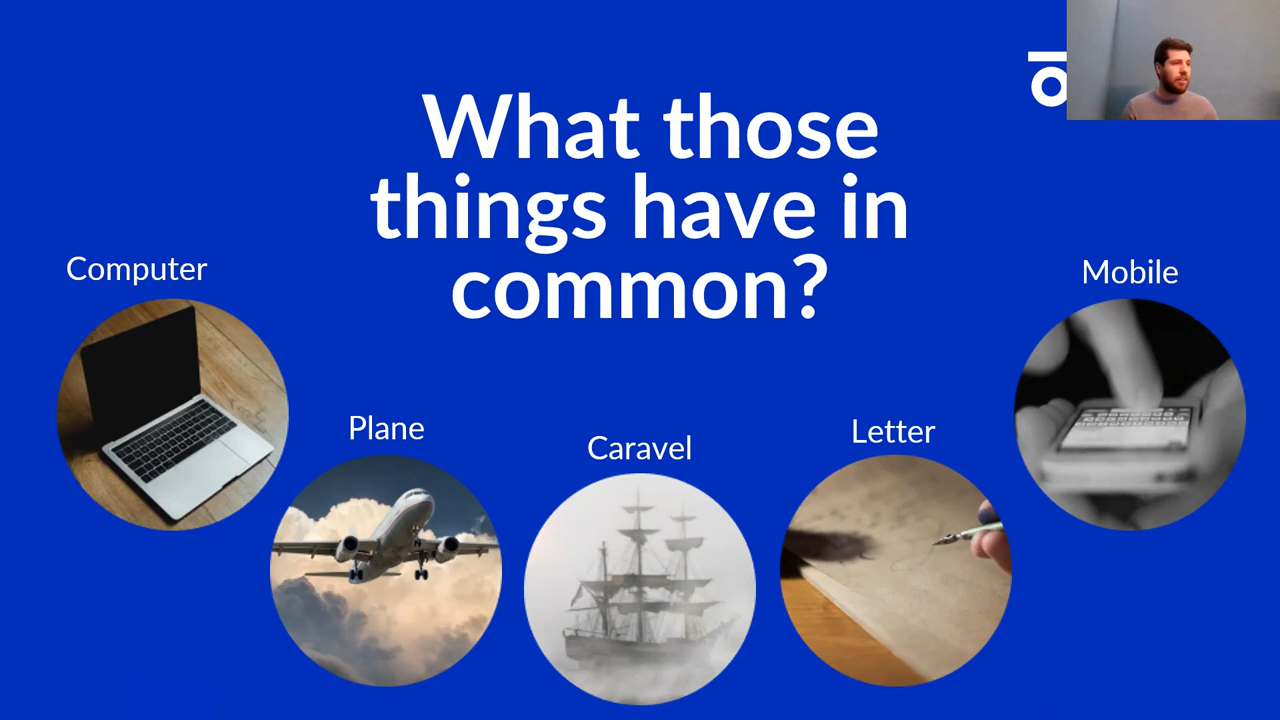 What those
things have in
common?
Computer
Mobile
Plane
Caravel
Letter